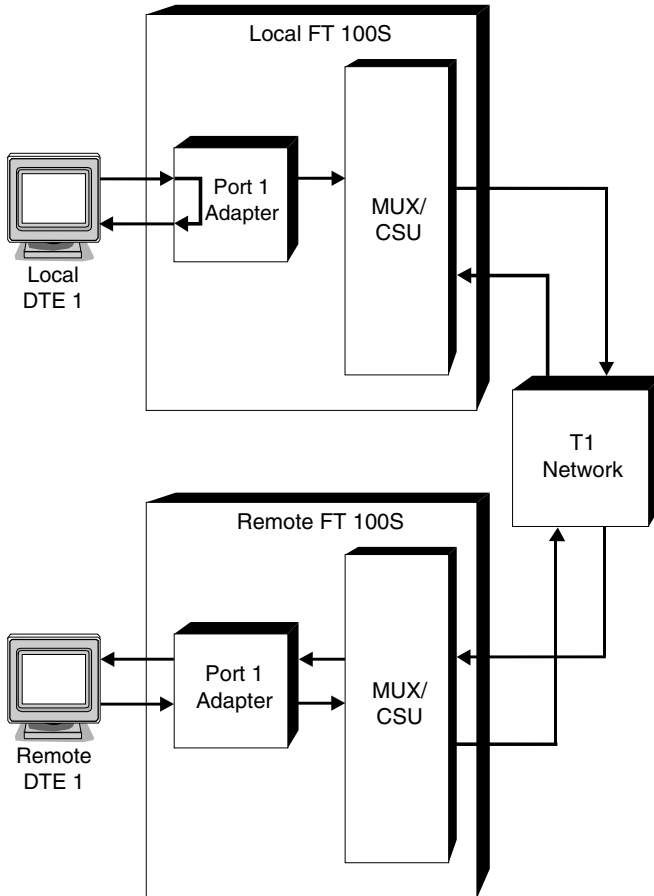 Local FT 100S
Port 1
Adapter
MUX/
CSU
Local
DTE 1
T1
Network
Remote FT 100S
Port 1
Adapter
MUX/
CSU
Remote
DTE 1